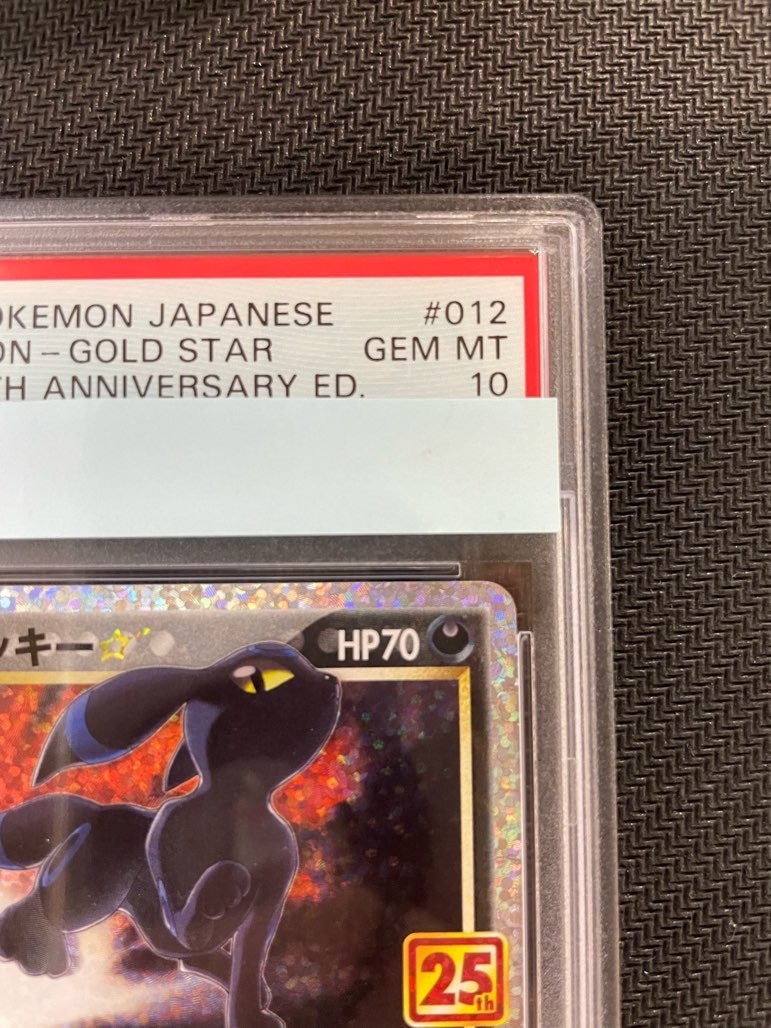 OKEMON JAPANESE #012
ON-GOLD STAR GEM MT
TH ANNIVERSARY ED. 10
ッキー☆ HP70
25th